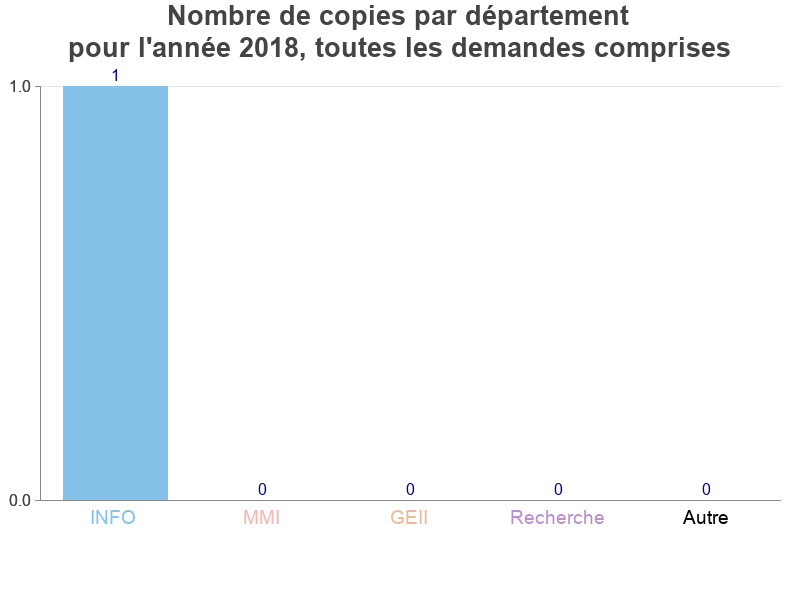 Nombre de copies par département
pour l'année 2018, toutes les demandes comprises
1
1.0
0 0 0 0
0.0
INFO MMI GEII Recherche Autre